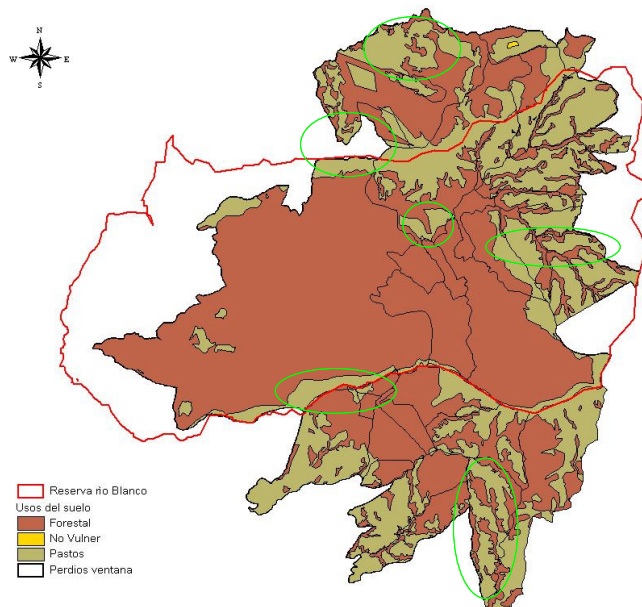 N
W E
S
Reserva río Blanco
Usos del suelo
Forestal
No Vulner
Pastos
Perdios ventana